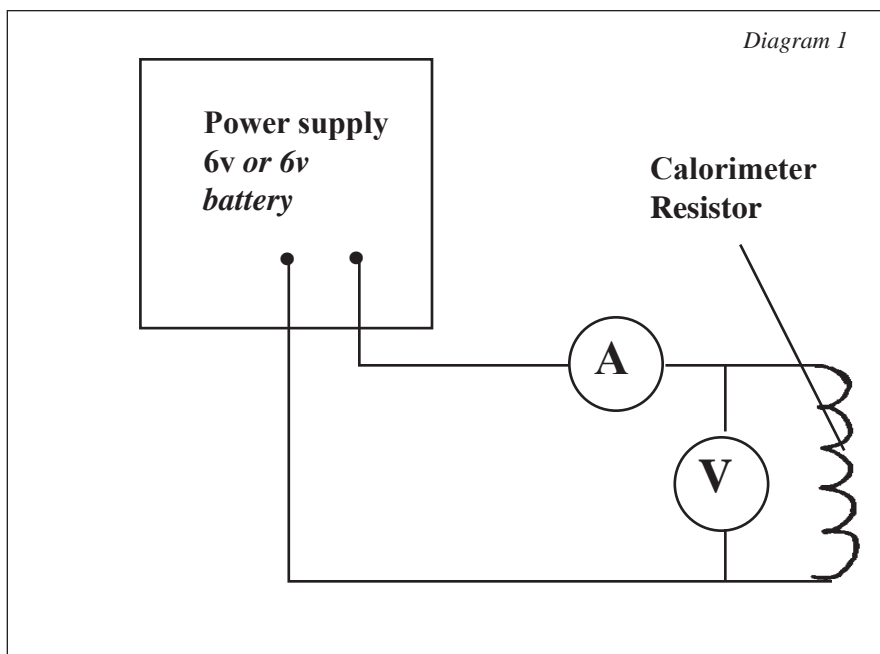 Diagram 1
Power supply
6v or 6v
battery
Calorimeter
Resistor
A
V